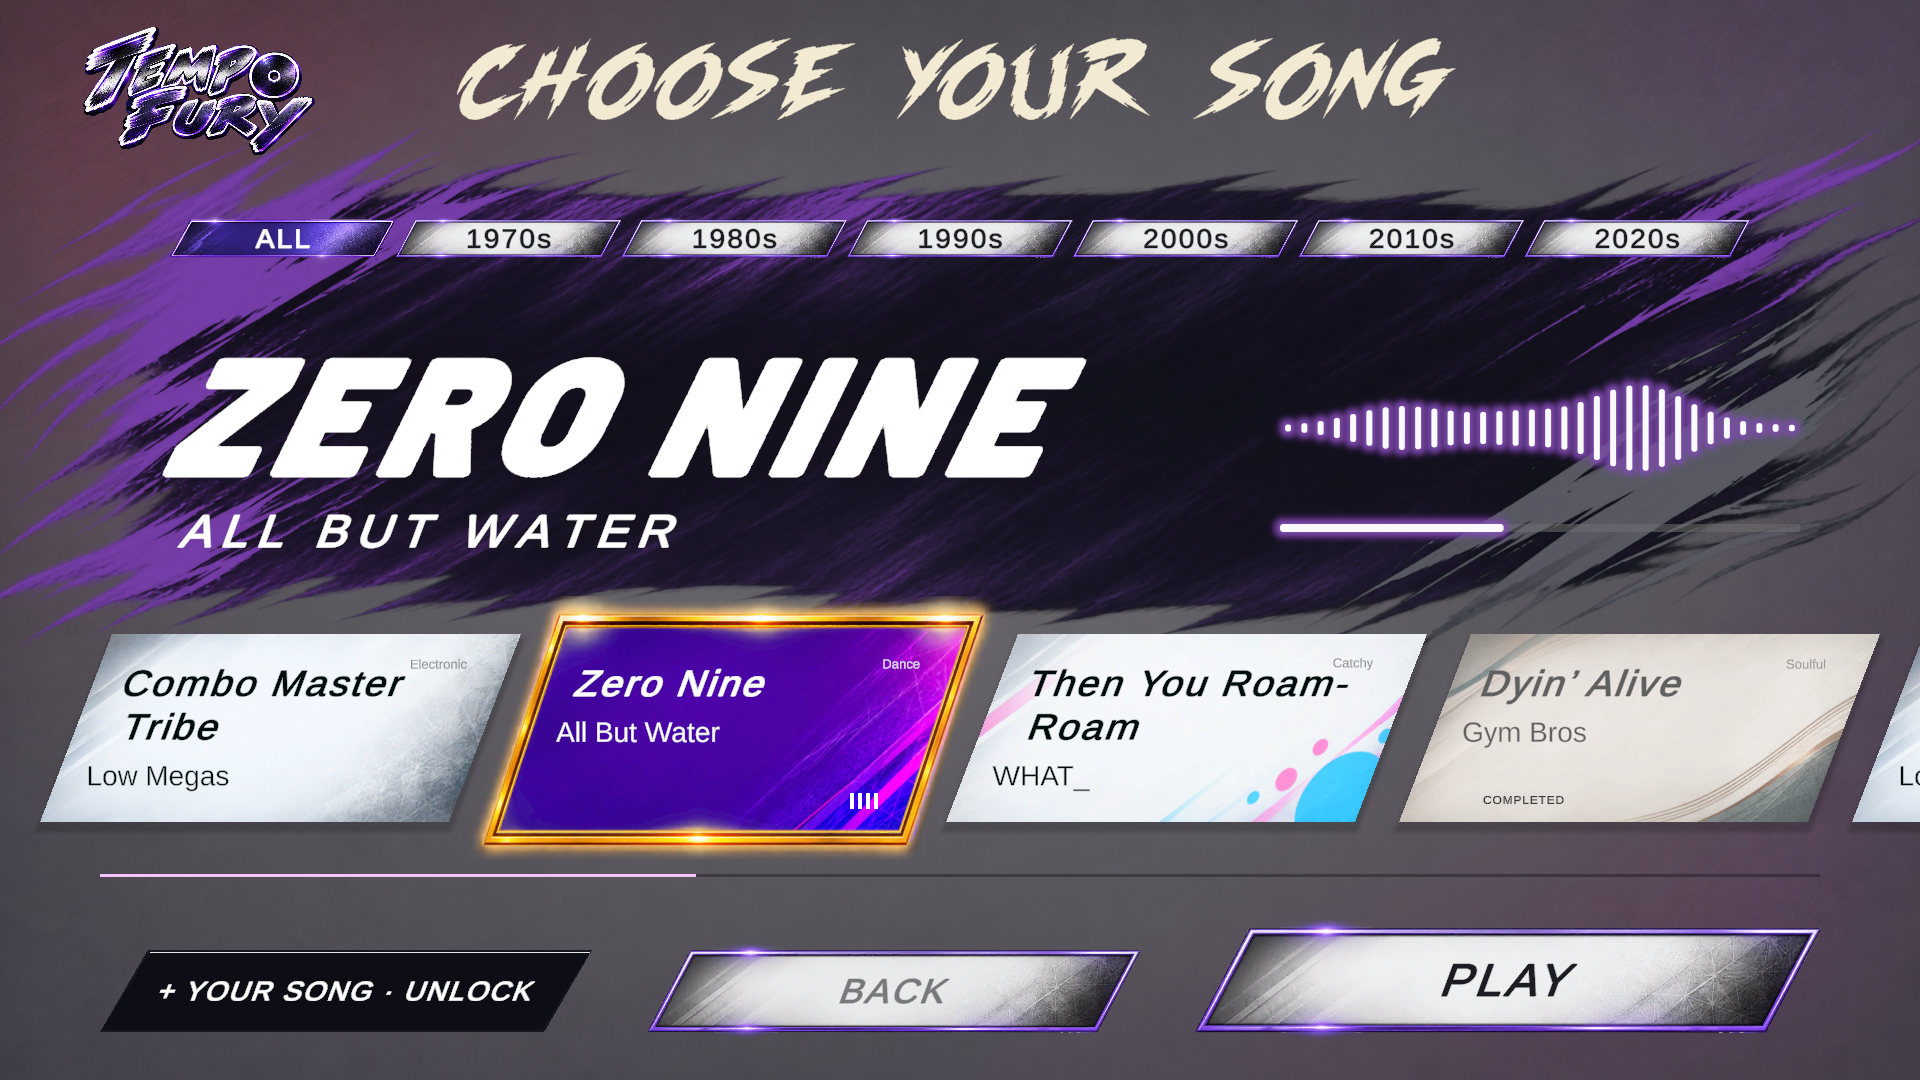 TEMPO
FURY
CHOOSE YOUR SONG
ALL
1970s
1980s
1990s
2000s
2010s
2020s
ZERO NINE
ALL BUT WATER
Electronic
Combo Master
Tribe
Low Megas
Dance
Zero Nine
All But Water
Catchy
Then You Roam-
Roam
WHAT_
Soulful
Dyin’ Alive
Gym Bros
COMPLETED
+ YOUR SONG · UNLOCK
BACK
PLAY